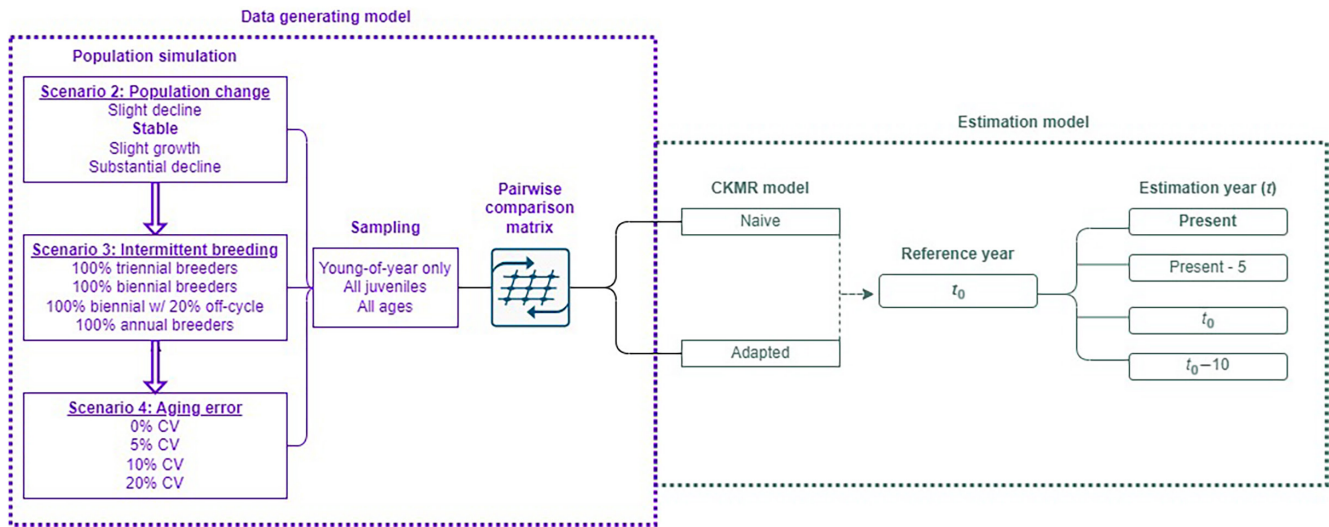 Data generating model
Population simulation
Scenario 2: Population change
Slight decline
Stable
Slight growth
Substantial decline
Scenario 3: Intermittent breeding
100% triennial breeders
100% biennial breeders
100% biennial w/ 20% off-cycle
100% annual breeders
Scenario 4: Aging error
0% CV
5% CV
10% CV
20% CV
Sampling
Young-of-year only
All juveniles
All ages
Pairwise
comparison
matrix
Estimation model
CKMR model
Naive
Adapted
Reference year
t₀
Estimation year (t)
Present
Present - 5
t₀
t₀−10